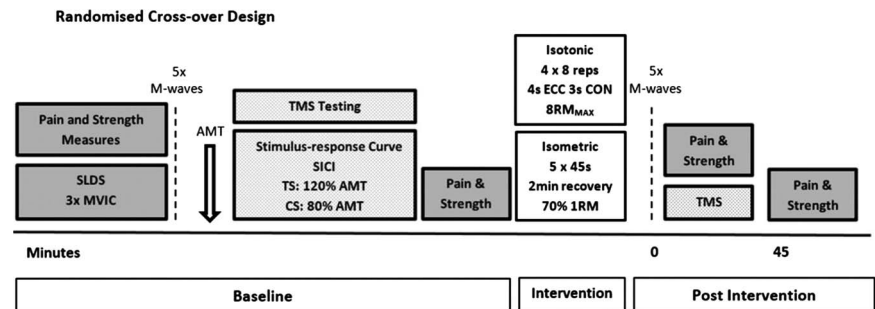 Randomised Cross-over Design
5x
M-waves
Pain and Strength
Measures
SLDS
3x MVIC
AMT
TMS Testing
Stimulus-response Curve
SICI
TS: 120% AMT
CS: 80% AMT
Pain &
Strength
Isotonic
4 x 8 reps
4s ECC 3s CON
8RMMAX
Isometric
5 x 45s
2min recovery
70% 1RM
5x
M-waves
Pain &
Strength
TMS
Pain &
Strength
Minutes
0
45
Baseline
Intervention
Post Intervention